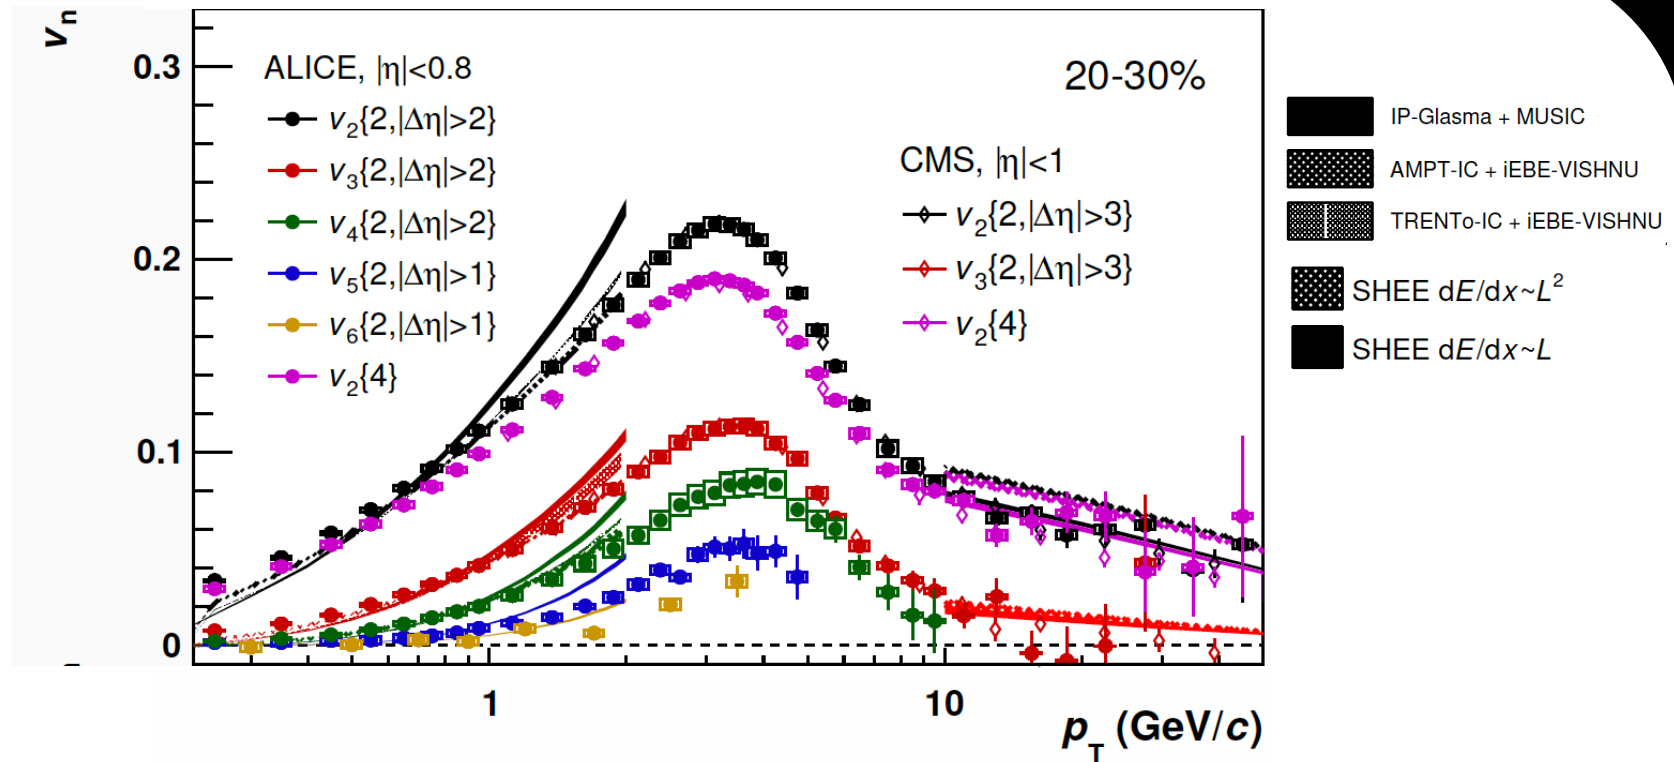 v_n
0.3
0.2
0.1
0
ALICE, |η|<0.8
v_2{2,|Δη|>2}
v_3{2,|Δη|>2}
v_4{2,|Δη|>2}
v_5{2,|Δη|>1}
v_6{2,|Δη|>1}
v_2{4}
20-30%
CMS, |η|<1
v_2{2,|Δη|>3}
v_3{2,|Δη|>3}
v_2{4}
IP-Glasma + MUSIC
AMPT-IC + iEBE-VISHNU
TRENTo-IC + iEBE-VISHNU
SHEE dE/dx~L²
SHEE dE/dx~L
1
10
p_T (GeV/c)